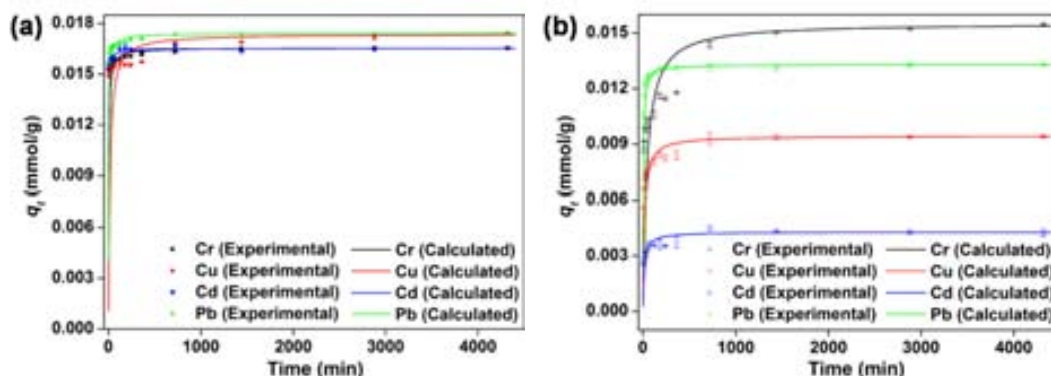 (a)
0.018
0.015
0.012
0.009
0.006
0.003
0.000
qt (mmol/g)
Cr (Experimental) Cr (Calculated)
Cu (Experimental) Cu (Calculated)
Cd (Experimental) Cd (Calculated)
Pb (Experimental) Pb (Calculated)
0 1000 2000 3000 4000
Time (min)
(b)
0.015
0.012
0.009
0.006
0.003
0.000
qt (mmol/g)
Cr (Experimental) Cr (Calculated)
Cu (Experimental) Cu (Calculated)
Cd (Experimental) Cd (Calculated)
Pb (Experimental) Pb (Calculated)
0 1000 2000 3000 4000
Time (min)